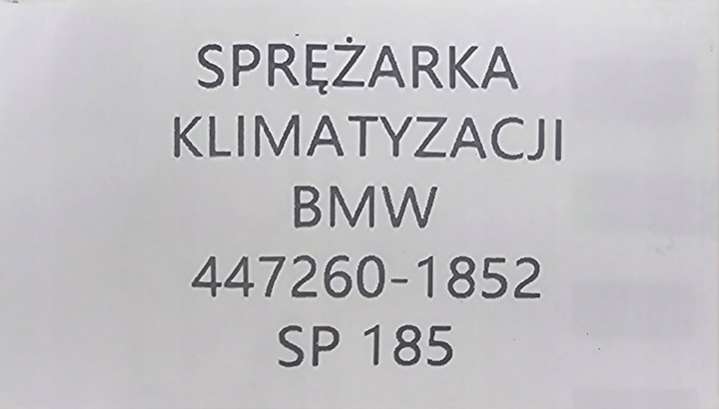 SPRĘŻARKA
KLIMATYZACJI
BMW
447260-1852
SP 185